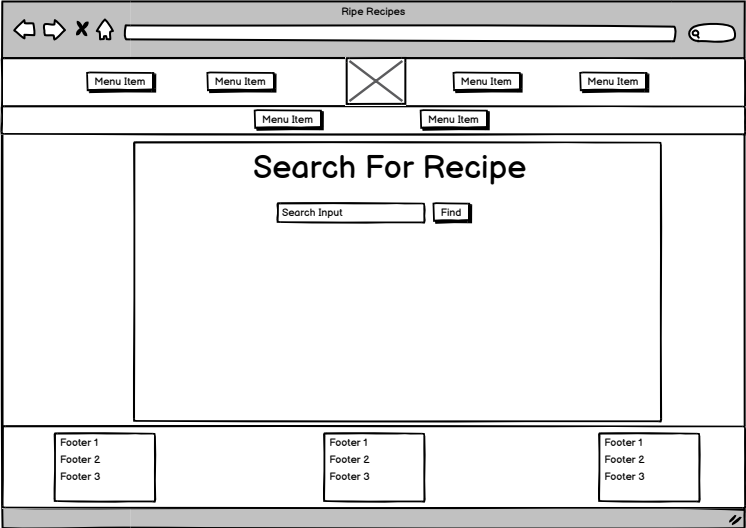 Ripe Recipes
Menu Item Menu Item Menu Item Menu Item
Menu Item Menu Item
Search For Recipe
Search Input Find
Footer 1 Footer 1 Footer 1
Footer 2 Footer 2 Footer 2
Footer 3 Footer 3 Footer 3